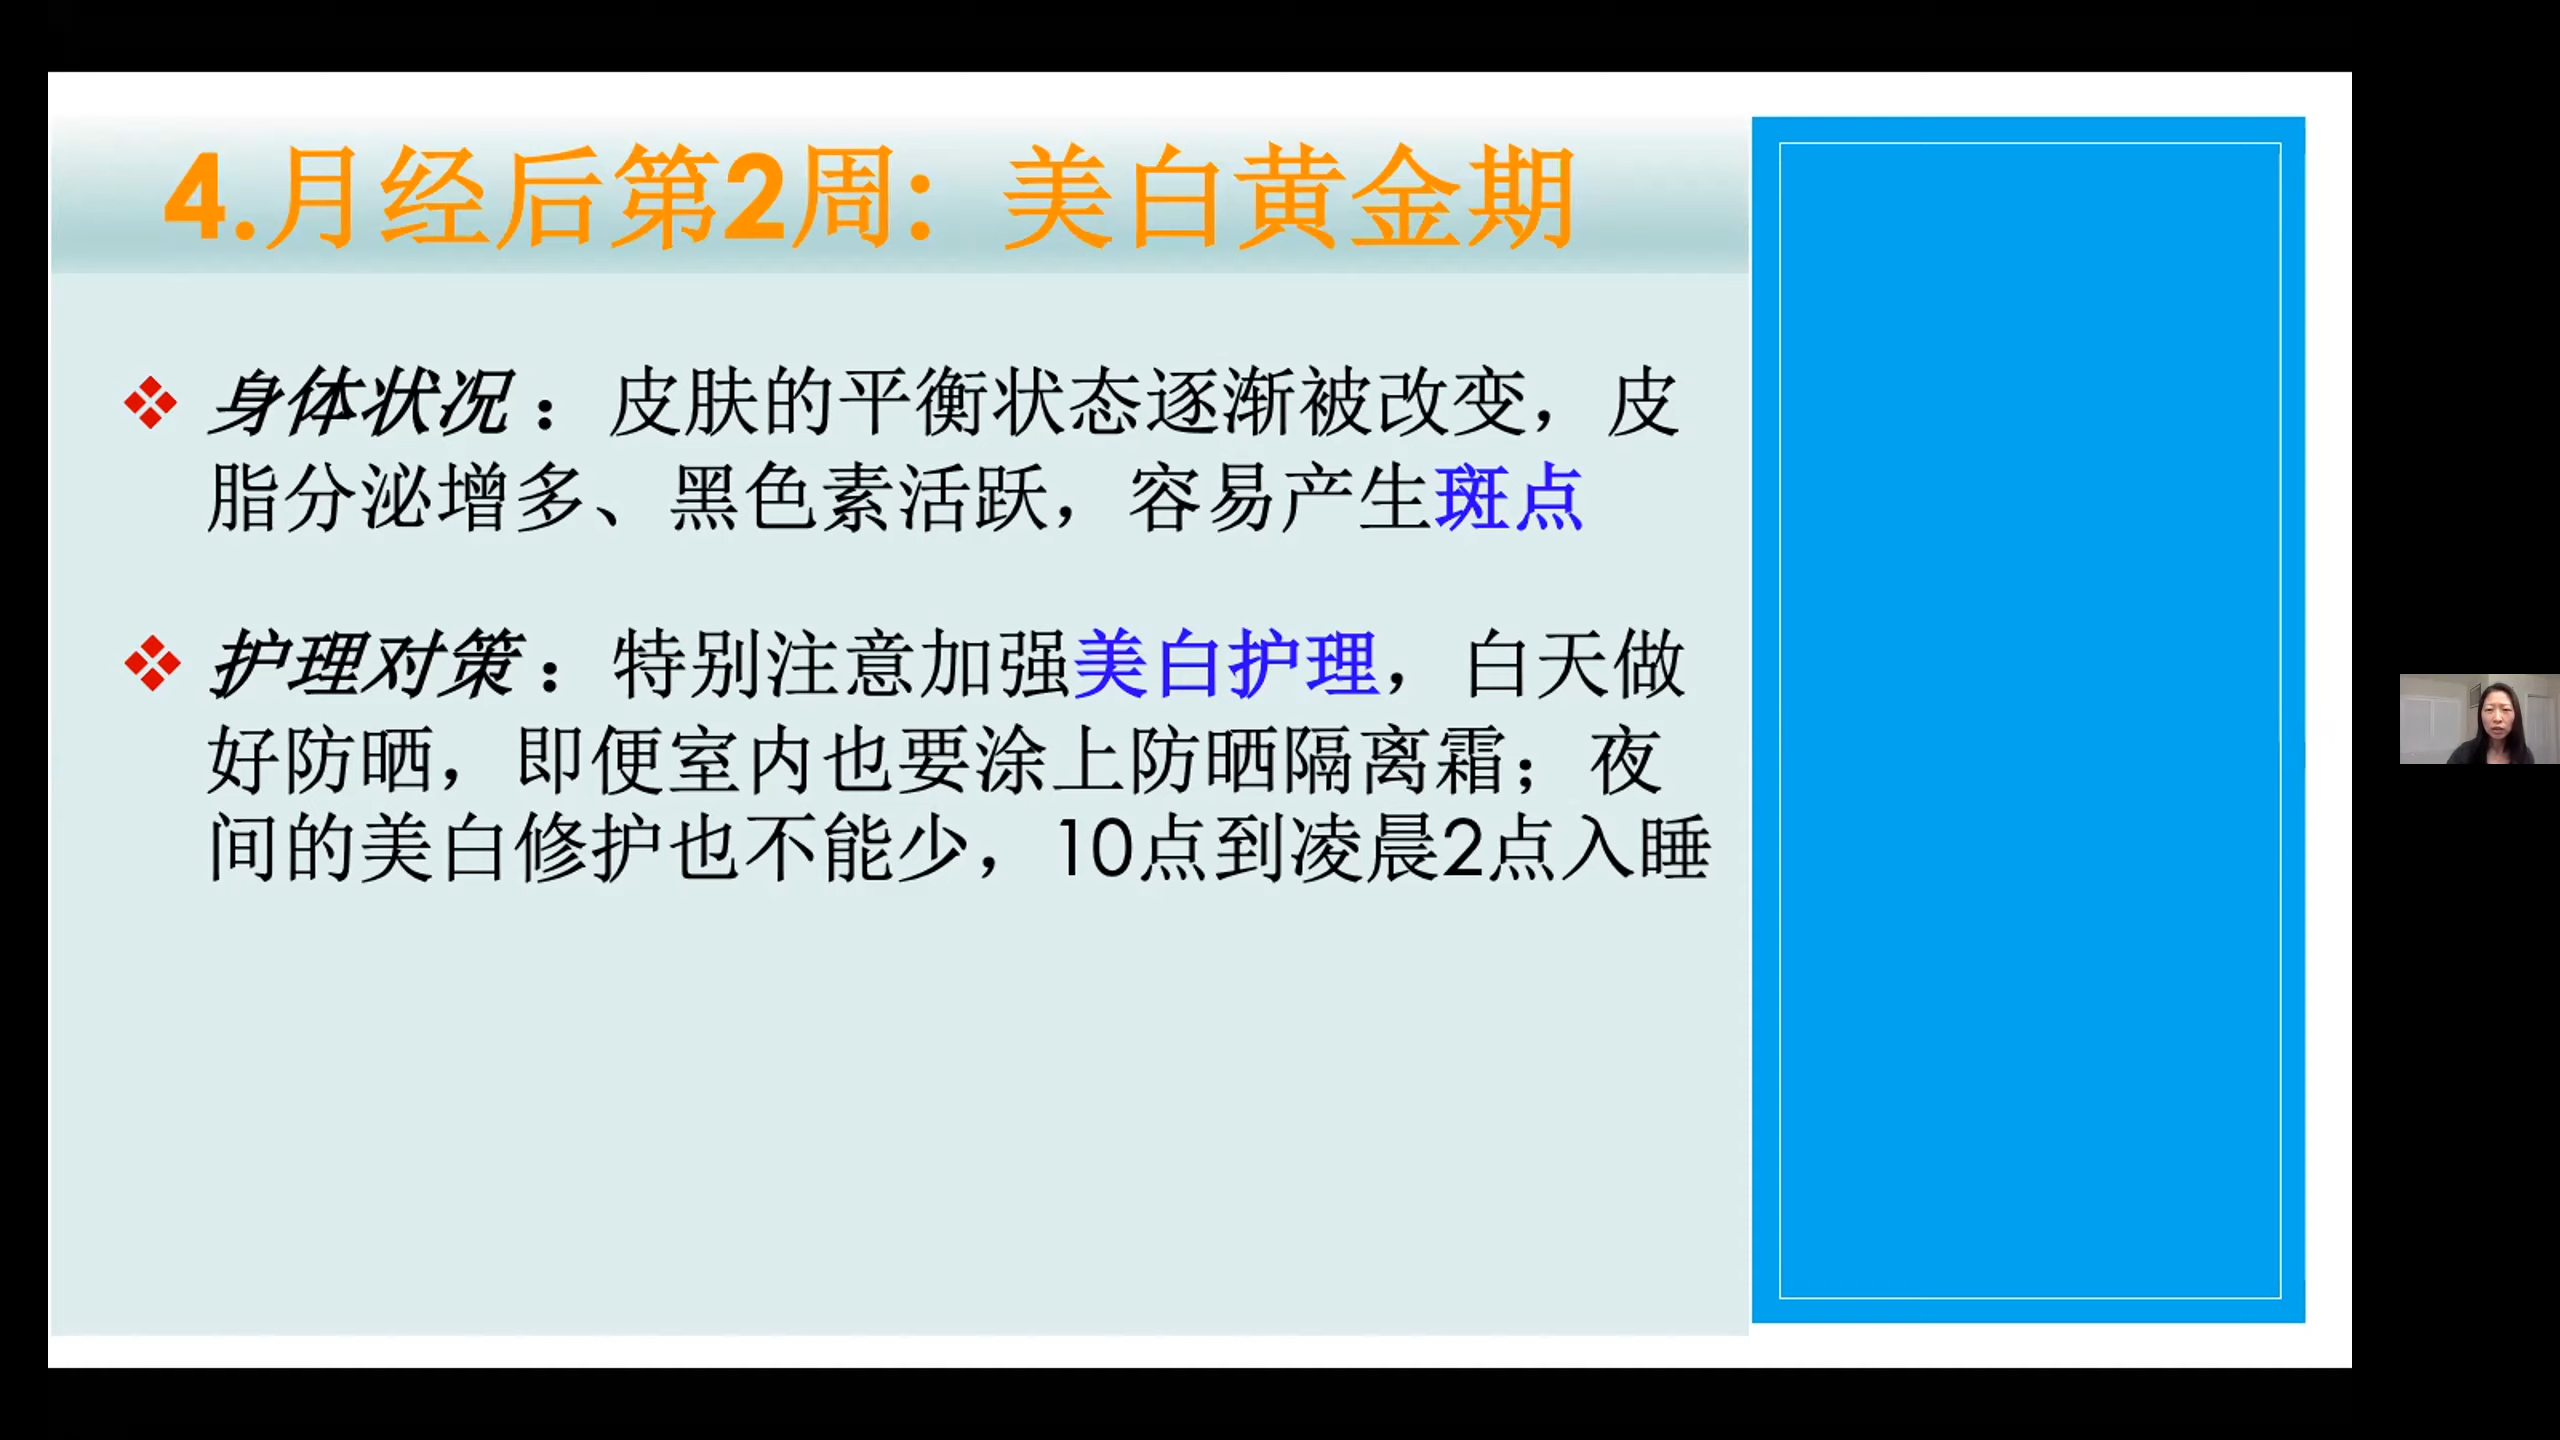 4.月经后第2周：美白黄金期
身体状况：皮肤的平衡状态逐渐被改变，皮
脂分泌增多、黑色素活跃，容易产生斑点
护理对策：特别注意加强美白护理，白天做
好防晒，即便室内也要涂上防晒隔离霜；夜
间的美白修护也不能少，10点到凌晨2点入睡